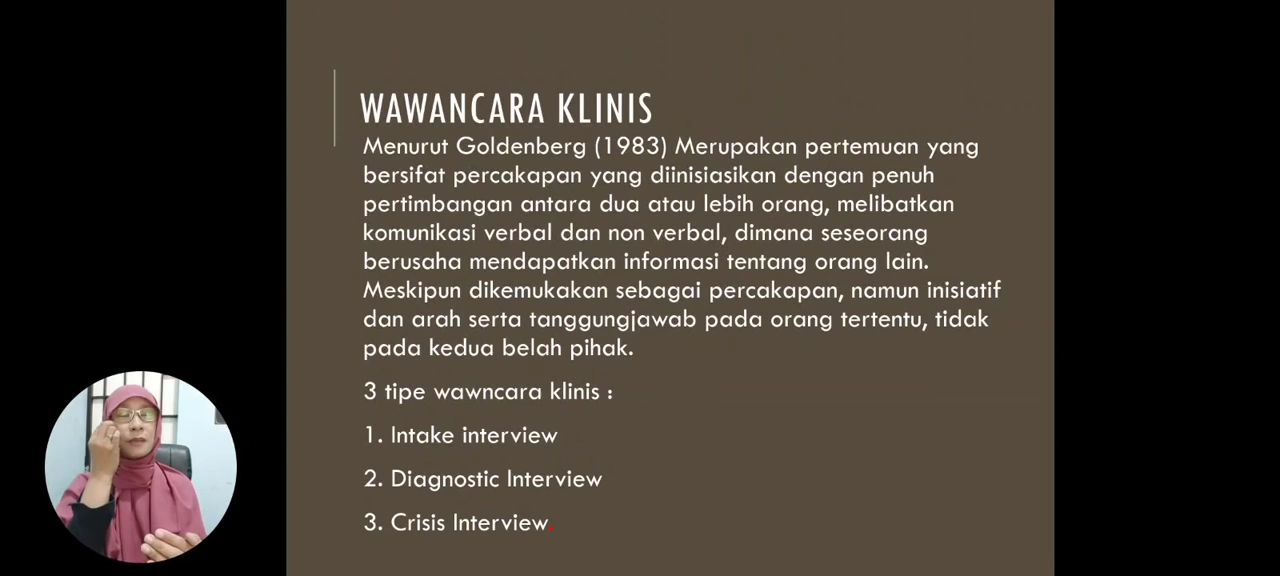 WAWANCARA KLINIS
Menurut Goldenberg (1983) Merupakan pertemuan yang
bersifat percakapan yang diinisiasikan dengan penuh
pertimbangan antara dua atau lebih orang, melibatkan
komunikasi verbal dan non verbal, dimana seseorang
berusaha mendapatkan informasi tentang orang lain.
Meskipun dikemukakan sebagai percakapan, namun inisiatif
dan arah serta tanggungjawab pada orang tertentu, tidak
pada kedua belah pihak.
3 tipe wawncara klinis :
1. Intake interview
2. Diagnostic Interview
3. Crisis Interview.